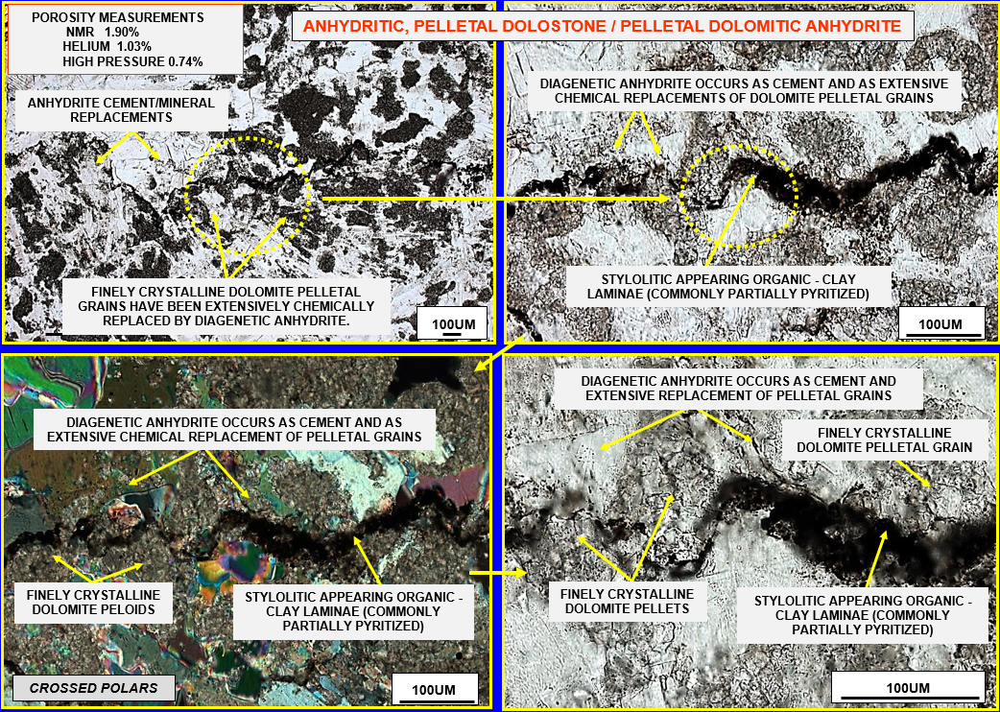 POROSITY MEASUREMENTS
NMR 1.90%
HELIUM 1.03%
HIGH PRESSURE 0.74%
ANHYDRITIC, PELLETAL DOLOSTONE / PELLETAL DOLOMITIC ANHYDRITE
ANHYDRITE CEMENT/MINERAL
REPLACEMENTS
FINELY CRYSTALLINE DOLOMITE PELLETAL
GRAINS HAVE BEEN EXTENSIVELY CHEMICALLY
REPLACED BY DIAGENETIC ANHYDRITE.
100UM
DIAGENETIC ANHYDRITE OCCURS AS CEMENT AND AS EXTENSIVE
CHEMICAL REPLACEMENTS OF DOLOMITE PELLETAL GRAINS
STYLOLITIC APPEARING ORGANIC - CLAY
LAMINAE (COMMONLY PARTIALLY PYRITIZED)
100UM
DIAGENETIC ANHYDRITE OCCURS AS CEMENT AND AS
EXTENSIVE CHEMICAL REPLACEMENT OF PELLETAL GRAINS
FINELY CRYSTALLINE
DOLOMITE PELOIDS
STYLOLITIC APPEARING ORGANIC -
CLAY LAMINAE (COMMONLY
PARTIALLY PYRITIZED)
CROSSED POLARS
100UM
DIAGENETIC ANHYDRITE OCCURS AS CEMENT AND
EXTENSIVE REPLACEMENT OF PELLETAL GRAINS
FINELY CRYSTALLINE
DOLOMITE PELLETAL GRAIN
FINELY CRYSTALLINE
DOLOMITE PELLETS
STYLOLITIC APPEARING ORGANIC -
CLAY LAMINAE (COMMONLY
PARTIALLY PYRITIZED)
100UM